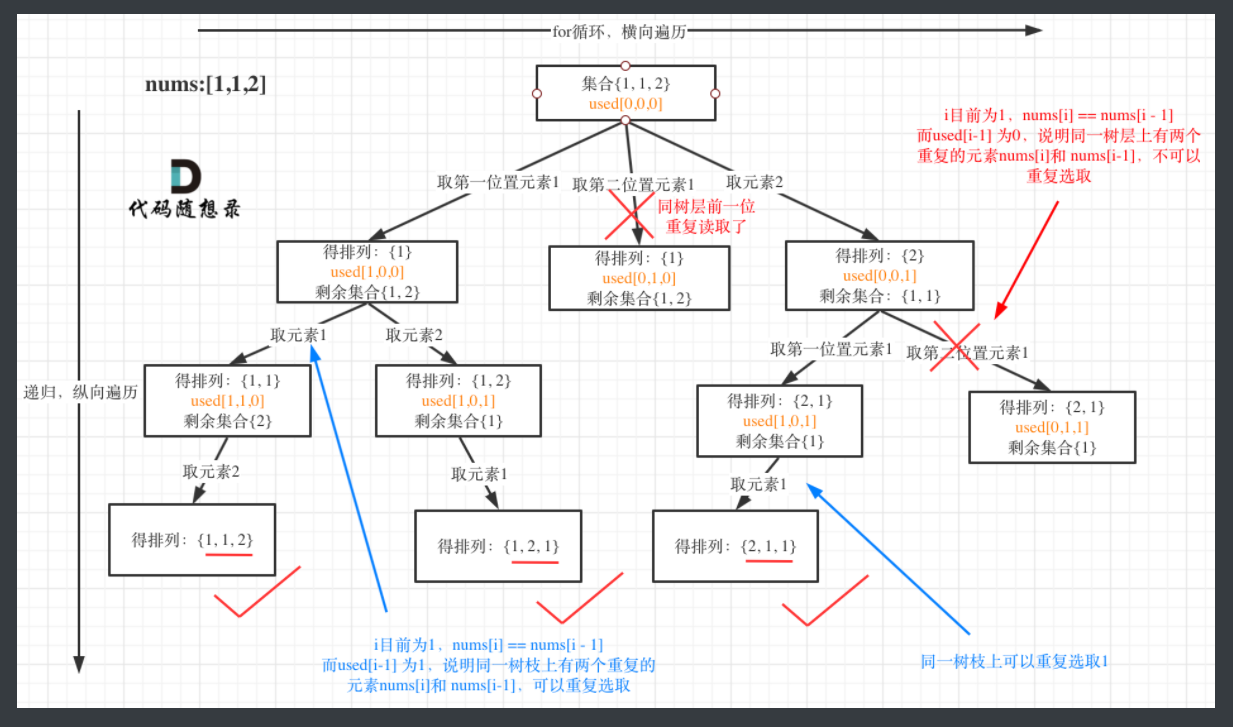 for循环，横向遍历
nums:[1,1,2]
集合{1, 1, 2}
used[0,0,0]
i目前为1，nums[i] == nums[i - 1]
而used[i-1] 为0，说明同一树层上有两个
重复的元素nums[i]和 nums[i-1]，不可以
重复选取
代码随想录
取第一位置元素1
取第二位置元素1
取元素2
同树层前一位
重复读取了
得排列：{1}
used[1,0,0]
剩余集合{1, 2}
得排列：{1}
used[0,1,0]
剩余集合{1, 2}
得排列：{2}
used[0,0,1]
剩余集合：{1, 1}
取元素1
取元素2
取第一位置元素1
取第二位置元素1
递归，纵向遍历
得排列：{1, 1}
used[1,1,0]
剩余集合{2}
得排列：{1, 2}
used[1,0,1]
剩余集合{1}
得排列：{2, 1}
used[1,0,1]
剩余集合{1}
得排列：{2, 1}
used[0,1,1]
剩余集合{1}
取元素2
取元素1
取元素1
得排列：{1, 1, 2}
得排列：{1, 2, 1}
得排列：{2, 1, 1}
i目前为1，nums[i] == nums[i - 1]
而used[i-1] 为1，说明同一树枝上有两个重复的
元素nums[i]和 nums[i-1]，可以重复选取
同一树枝上可以重复选取1